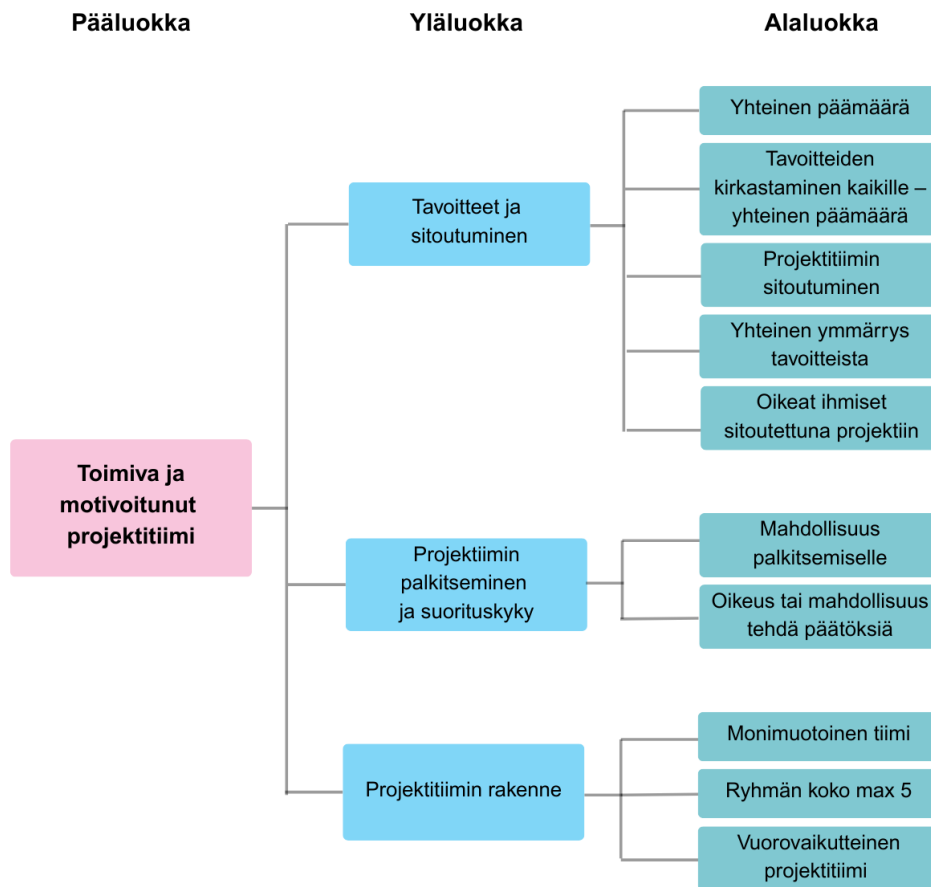 Pääluokka
Yläluokka
Alaluokka
Yhteinen päämäärä
Tavoitteiden
kirkastaminen kaikille –
yhteinen päämäärä
Tavoitteet ja
sitoutuminen
Projektitiimin
sitoutuminen
Yhteinen ymmärrys
tavoitteista
Oikeat ihmiset
sitoutettuna projektiin
Toimiva ja
motivoitunut
projektitiimi
Projektiimin
palkitseminen
ja suorituskyky
Mahdollisuus
palkitsemiselle
Oikeus tai mahdollisuus
tehdä päätöksiä
Projektitiimin rakenne
Monimuotoinen tiimi
Ryhmän koko max 5
Vuorovaikutteinen
projektitiimi